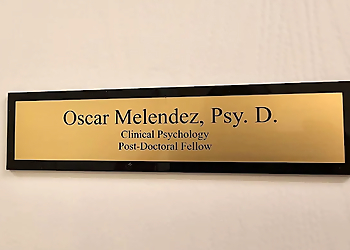 Oscar Melendez, Psy. D.
Clinical Psychology
Post-Doctoral Fellow